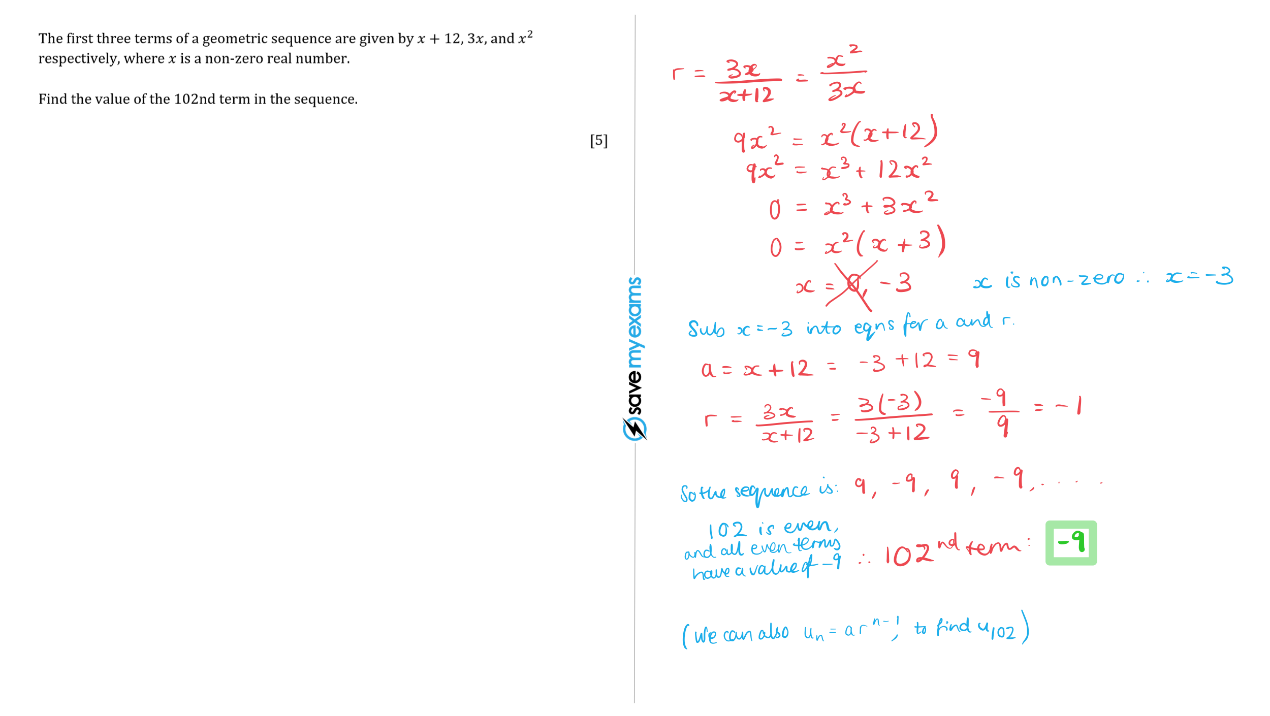 The first three terms of a geometric sequence are given by x + 12, 3x, and x²
respectively, where x is a non-zero real number.
Find the value of the 102nd term in the sequence.
[5]
save my exams
r = 3x/(x+12) = x²/3x
9x² = x²(x+12)
9x² = x³ + 12x²
0 = x³ + 3x²
0 = x²(x + 3)
x = 0, -3 x is non-zero ∴ x = -3
Sub x = -3 into eqns for a and r.
a = x + 12 = -3 + 12 = 9
r = 3x/(x+12) = 3(-3)/(-3+12) = -9/9 = -1
So the sequence is: 9, -9, 9, -9, . . . . .
102 is even,
and all even terms
have a value of -9 ∴ 102nd term: -9
(We can also uₙ = arⁿ⁻¹, to find u₁₀₂)